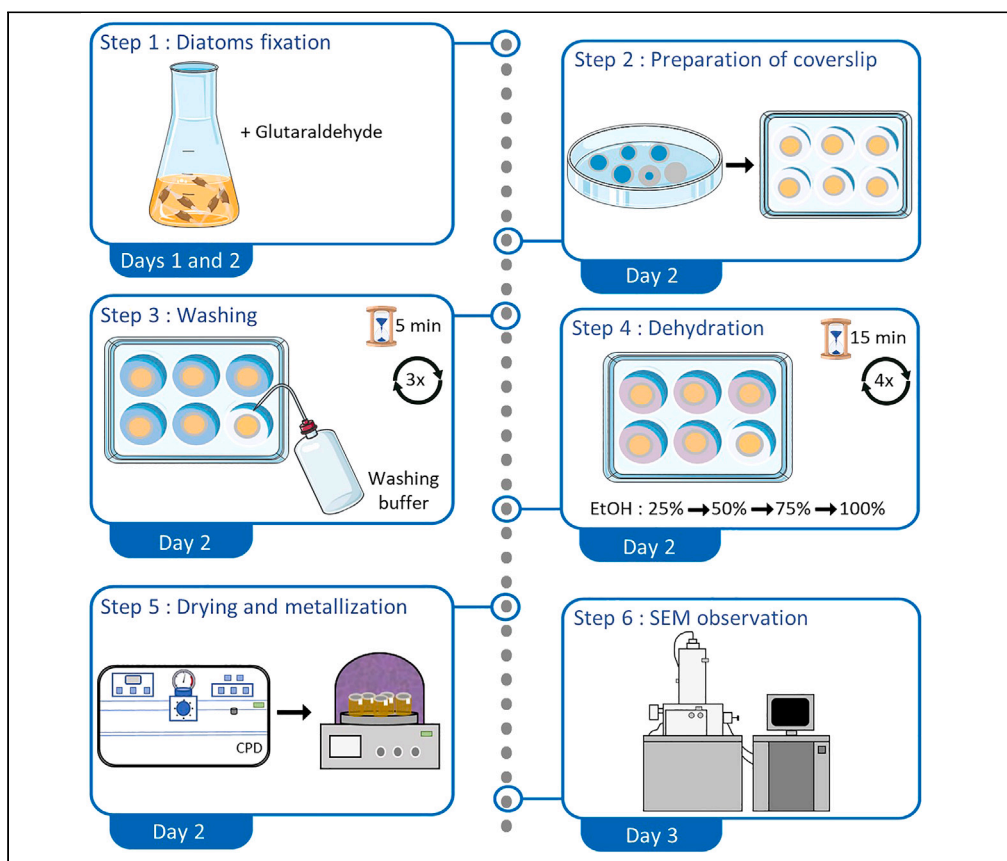 Step 1 : Diatoms fixation
+ Glutaraldehyde
Days 1 and 2
Step 2 : Preparation of coverslip
Day 2
Step 3 : Washing
5 min
3x
Washing
buffer
Day 2
Step 4 : Dehydration
15 min
4x
EtOH : 25% → 50% → 75% → 100%
Day 2
Step 5 : Drying and metallization
CPD
Day 2
Step 6 : SEM observation
Day 3